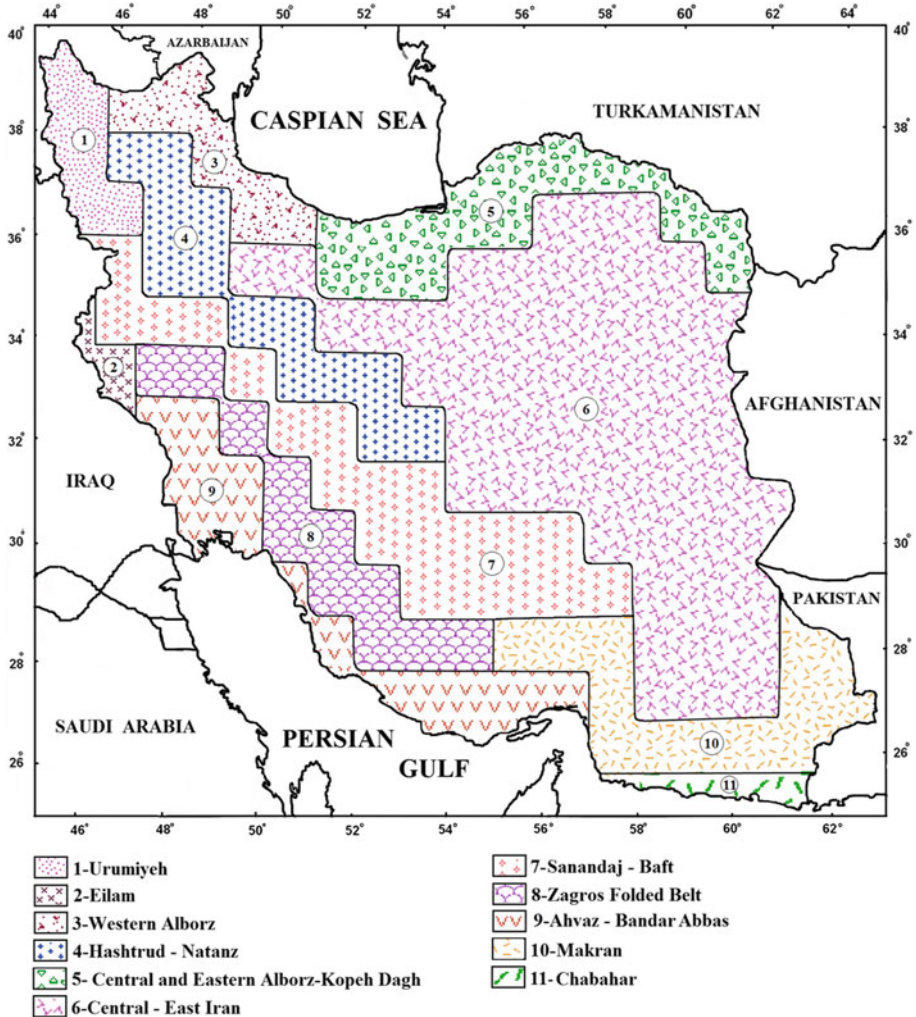 44° 46° 48° 50° 52° 54° 56° 58° 60° 62° 64°
40° 40°
AZARBAIJAN
CASPIAN SEA
TURKAMANISTAN
38° 38°
1
3
5
36° 36°
4
34° 34°
2
6
AFGHANISTAN
32° 32°
IRAQ
9
8
30° 30°
7
PAKISTAN
28° 28°
SAUDI ARABIA
PERSIAN
GULF
10
26° 26°
11
46° 48° 50° 52° 54° 56° 58° 60° 62°
1-Urumiyeh
2-Eilam
3-Western Alborz
4-Hashtrud - Natanz
5- Central and Eastern Alborz-Kopeh Dagh
6-Central - East Iran
7-Sanandaj - Baft
8-Zagros Folded Belt
9-Ahvaz - Bandar Abbas
10-Makran
11-Chabahar